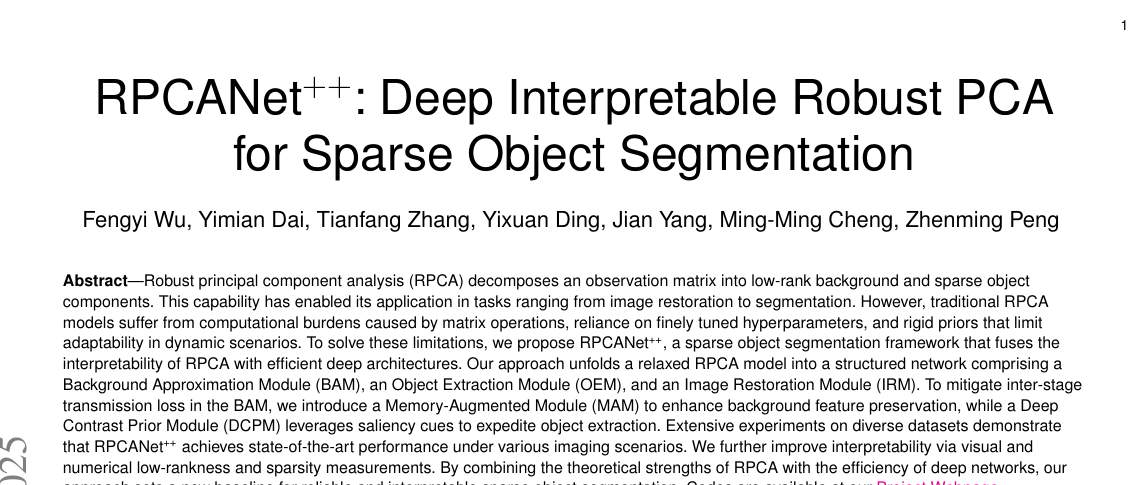 1
RPCANet++: Deep Interpretable Robust PCA
for Sparse Object Segmentation
Fengyi Wu, Yimian Dai, Tianfang Zhang, Yixuan Ding, Jian Yang, Ming-Ming Cheng, Zhenming Peng
Abstract—Robust principal component analysis (RPCA) decomposes an observation matrix into low-rank background and sparse object
components. This capability has enabled its application in tasks ranging from image restoration to segmentation. However, traditional RPCA
models suffer from computational burdens caused by matrix operations, reliance on finely tuned hyperparameters, and rigid priors that limit
adaptability in dynamic scenarios. To solve these limitations, we propose RPCANet++, a sparse object segmentation framework that fuses the
interpretability of RPCA with efficient deep architectures. Our approach unfolds a relaxed RPCA model into a structured network comprising a
Background Approximation Module (BAM), an Object Extraction Module (OEM), and an Image Restoration Module (IRM). To mitigate inter-stage
transmission loss in the BAM, we introduce a Memory-Augmented Module (MAM) to enhance background feature preservation, while a Deep
Contrast Prior Module (DCPM) leverages saliency cues to expedite object extraction. Extensive experiments on diverse datasets demonstrate
that RPCANet++ achieves state-of-the-art performance under various imaging scenarios. We further improve interpretability via visual and
numerical low-rankness and sparsity measurements. By combining the theoretical strengths of RPCA with the efficiency of deep networks, our